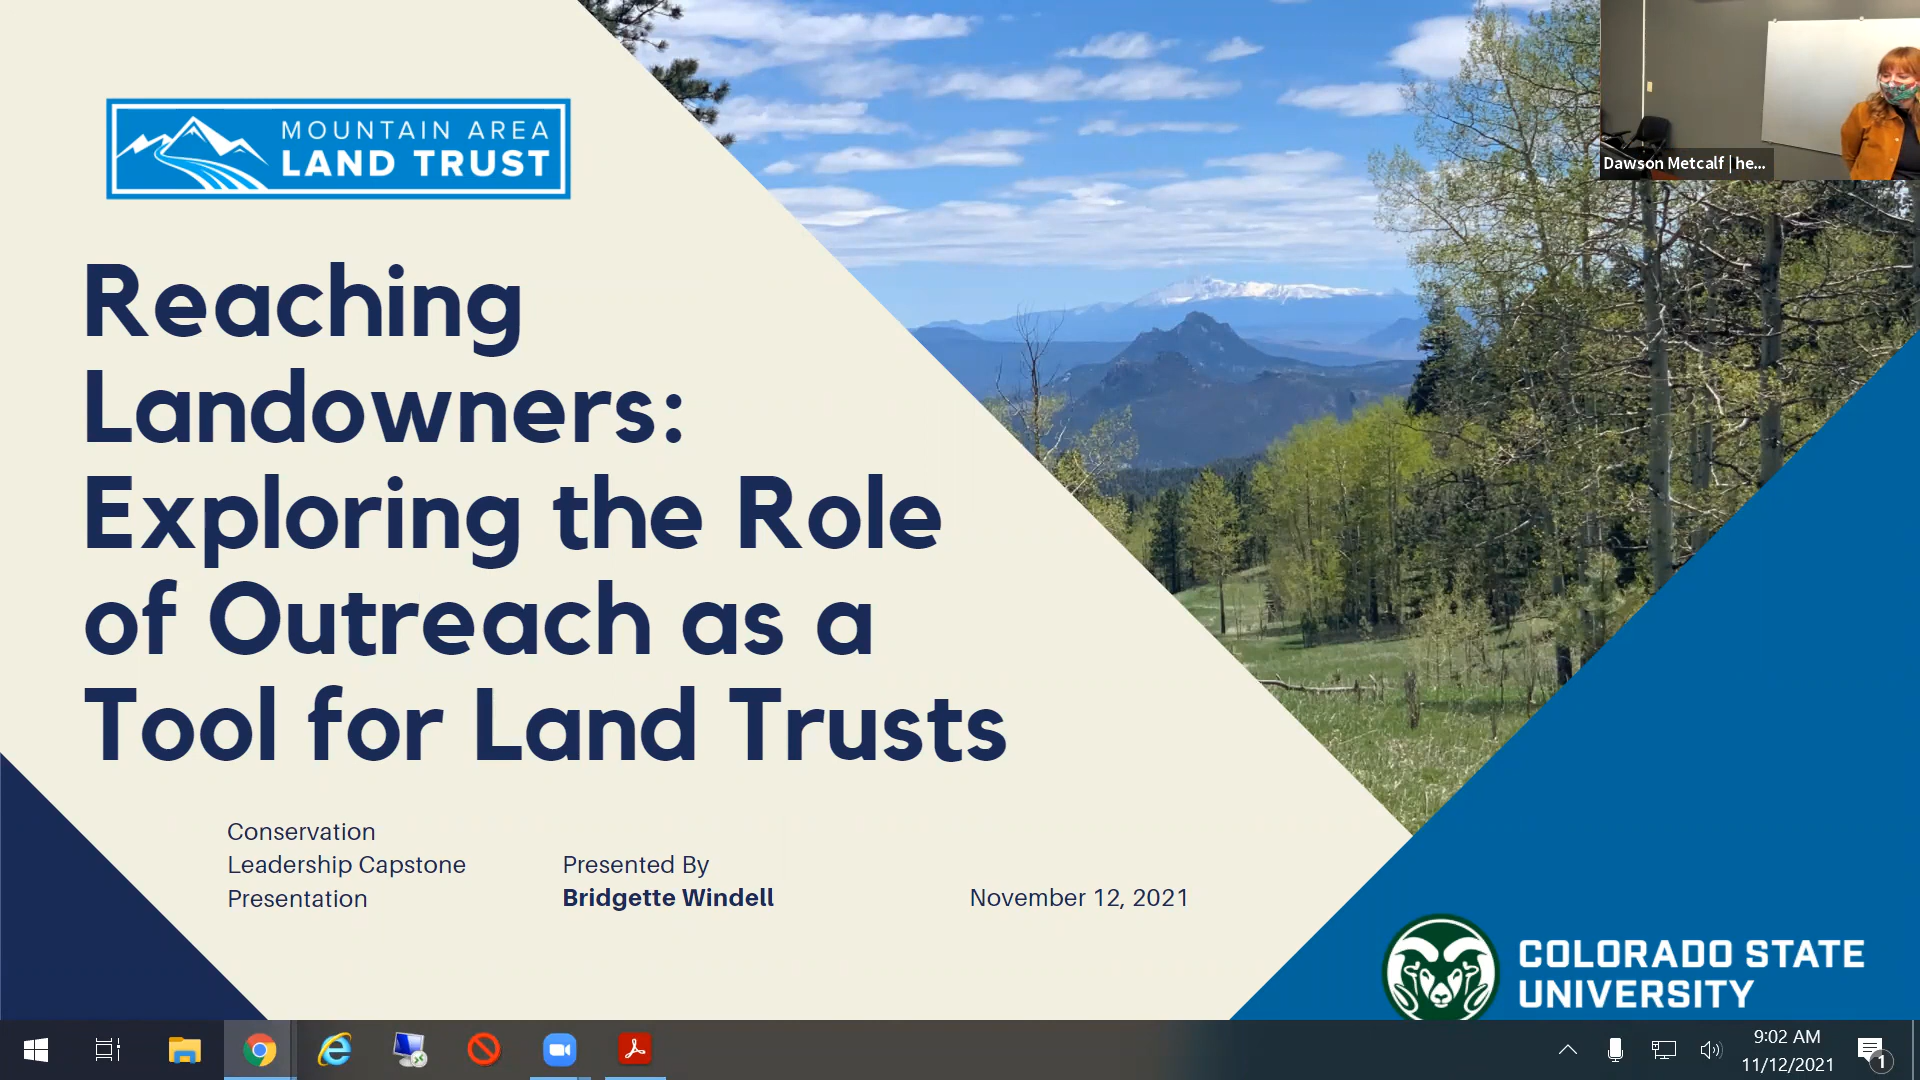 MOUNTAIN AREA
LAND TRUST
Dawson Metcalf | he...
Reaching
Landowners:
Exploring the Role
of Outreach as a
Tool for Land Trusts
Conservation
Leadership Capstone
Presentation
Presented By
Bridgette Windell
November 12, 2021
COLORADO STATE
UNIVERSITY
9:02 AM
11/12/2021
1